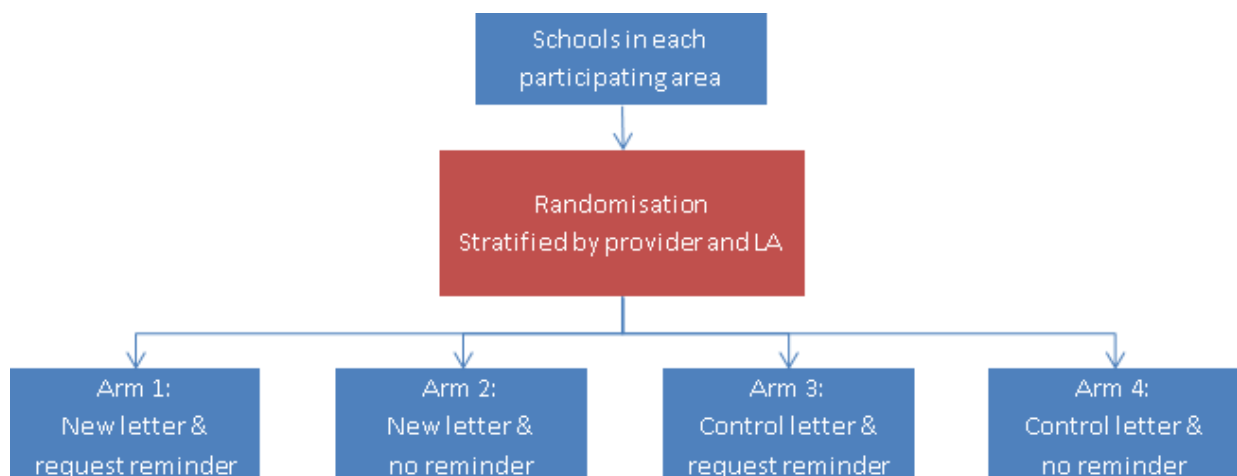 Schools in each
participating area
Randomisation
Stratified by provider and LA
Arm 1:
New letter &
request reminder
Arm 2:
New letter &
no reminder
Arm 3:
Control letter &
request reminder
Arm 4:
Control letter &
no reminder